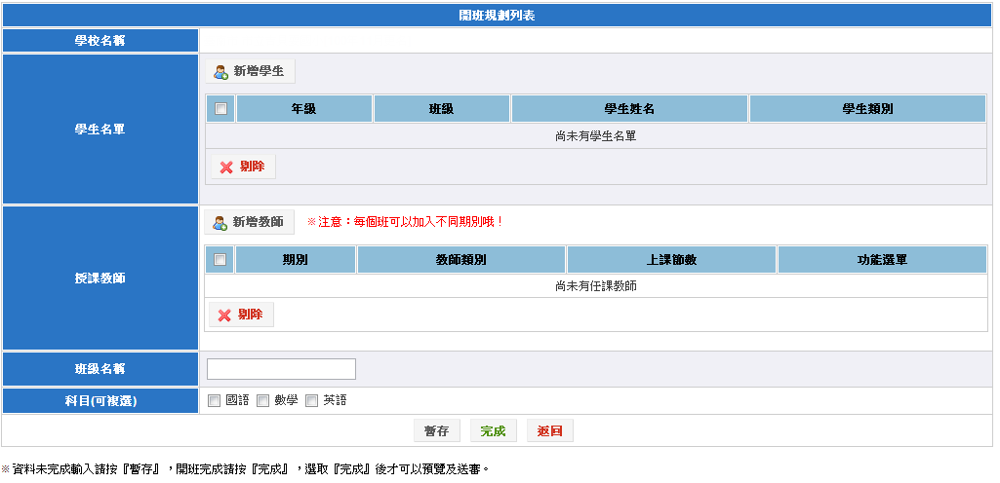 開班規劃列表
學校名稱
學生名單
新增學生
年級 班級 學生姓名 學生類別
尚未有學生名單
刪除
授課教師
新增教師 ※注意：每個班可以加入不同期別哦！
期別 教師類別 上課節數 功能選單
尚未有任課教師
刪除
班級名稱
科目(可複選) 國語 數學 英語
暫存 完成 返回
※資料未完成輸入請按『暫存』，開班完成請按『完成』，選取『完成』後才可以預覽及送審。